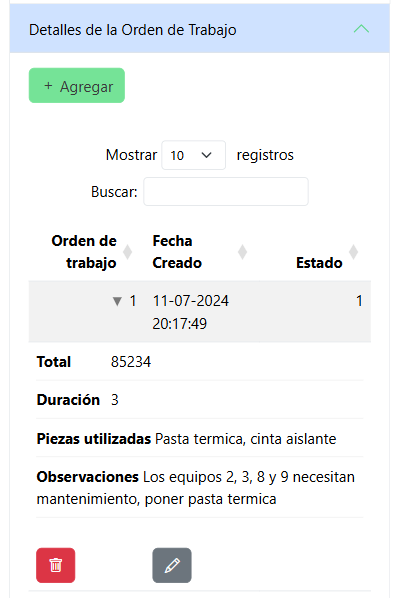 Detalles de la Orden de Trabajo
+ Agregar
Mostrar 10 registros
Buscar:
Orden de trabajo Fecha Creado Estado
▼ 1 11-07-2024 20:17:49 1
Total 85234
Duración 3
Piezas utilizadas Pasta termica, cinta aislante
Observaciones Los equipos 2, 3, 8 y 9 necesitan
mantenimiento, poner pasta termica